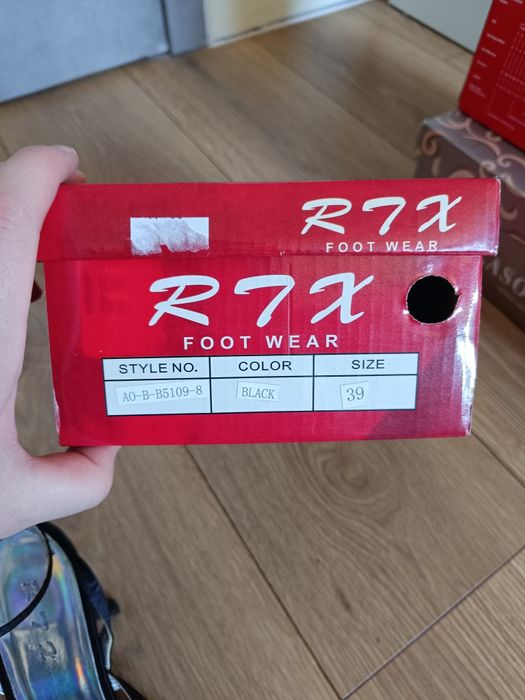 RTX
FOOT WEAR
RTX
FOOT WEAR
STYLE NO. COLOR SIZE
AO-B-B5109-8 BLACK 39